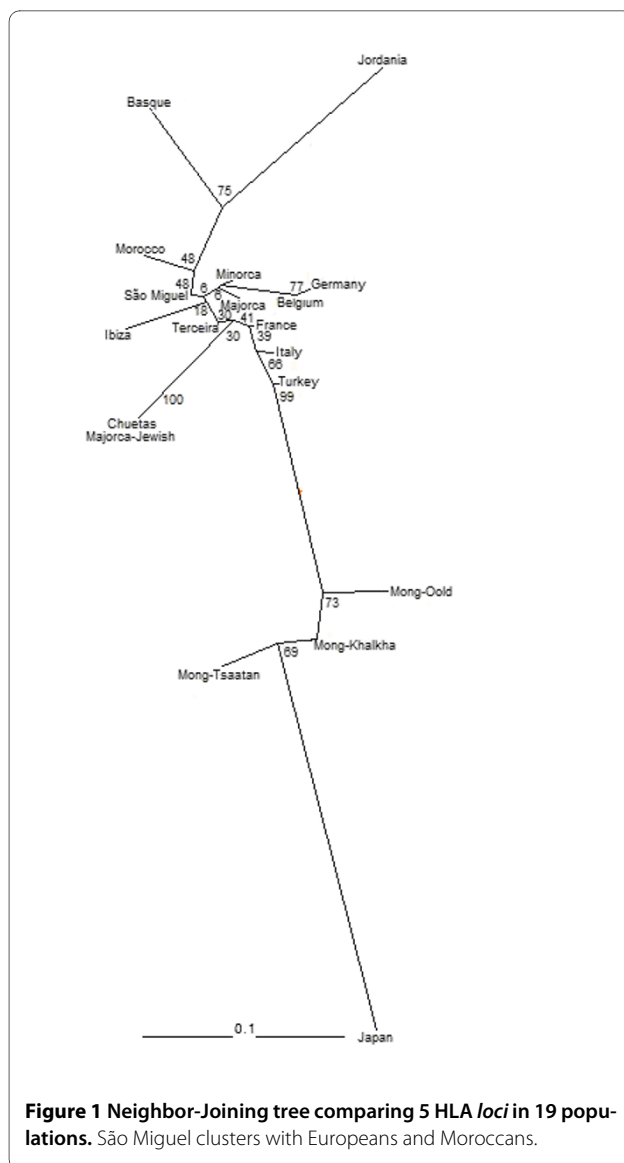 Jordania
Basque
75
Morocco
48
48
Minorca
6
77
Germany
São Miguel
6
Belgium
18
Majorca
30
41
France
Ibiza
Terceira
30
39
Italy
66
Turkey
99
100
Chuetas
Majorca-Jewish
Mong-Oold
73
Mong-Khalkha
69
Mong-Tsaatan
0.1
Japan
Figure 1 Neighbor-Joining tree comparing 5 HLA loci in 19 popu-
lations. São Miguel clusters with Europeans and Moroccans.